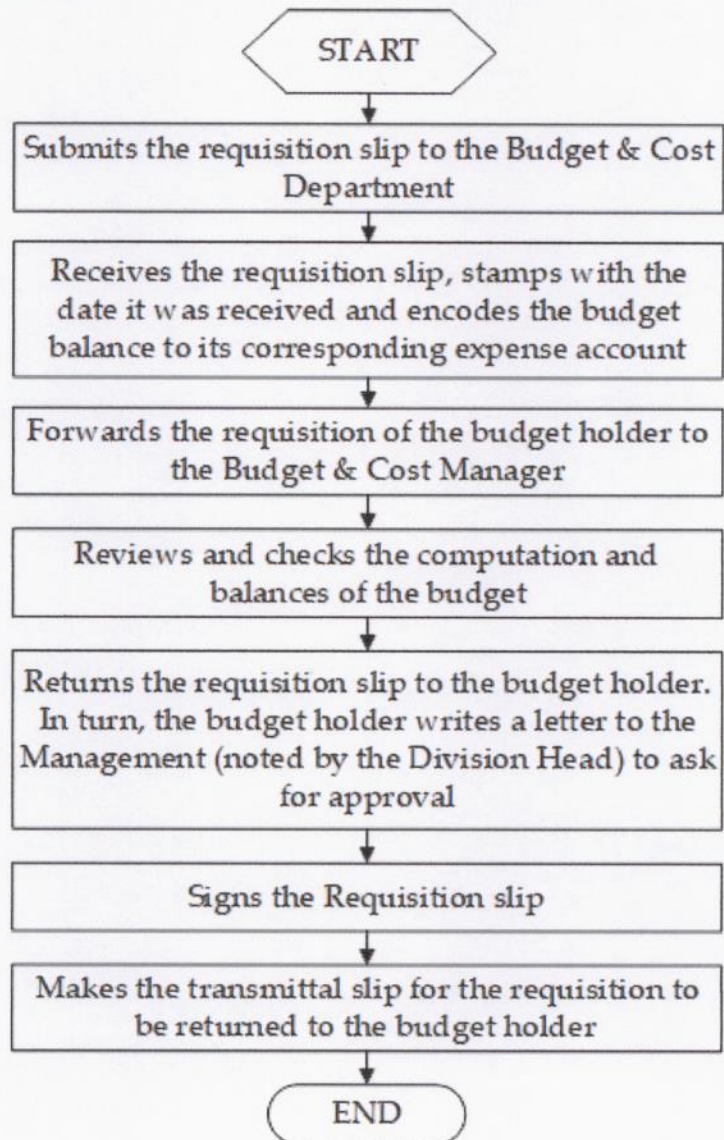 START
Submits the requisition slip to the Budget & Cost
Department
Receives the requisition slip, stamps with the
date it was received and encodes the budget
balance to its corresponding expense account
Forwards the requisition of the budget holder to
the Budget & Cost Manager
Reviews and checks the computation and
balances of the budget
Returns the requisition slip to the budget holder.
In turn, the budget holder writes a letter to the
Management (noted by the Division Head) to ask
for approval
Signs the Requisition slip
Makes the transmittal slip for the requisition to
be returned to the budget holder
END